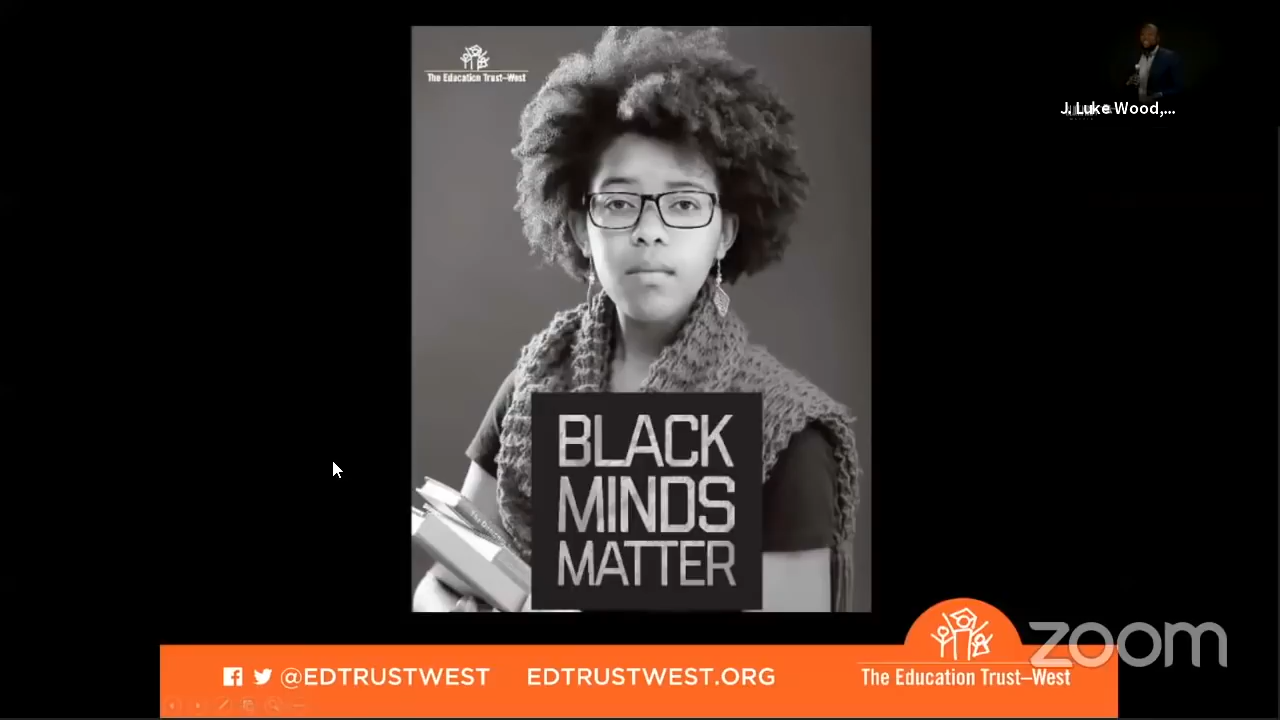 The Education Trust—West
J. Luke Wood,...
BLACK
MINDS
MATTER
zoom
@EDTRUSTWEST EDTRUSTWEST.ORG
The Education Trust—West